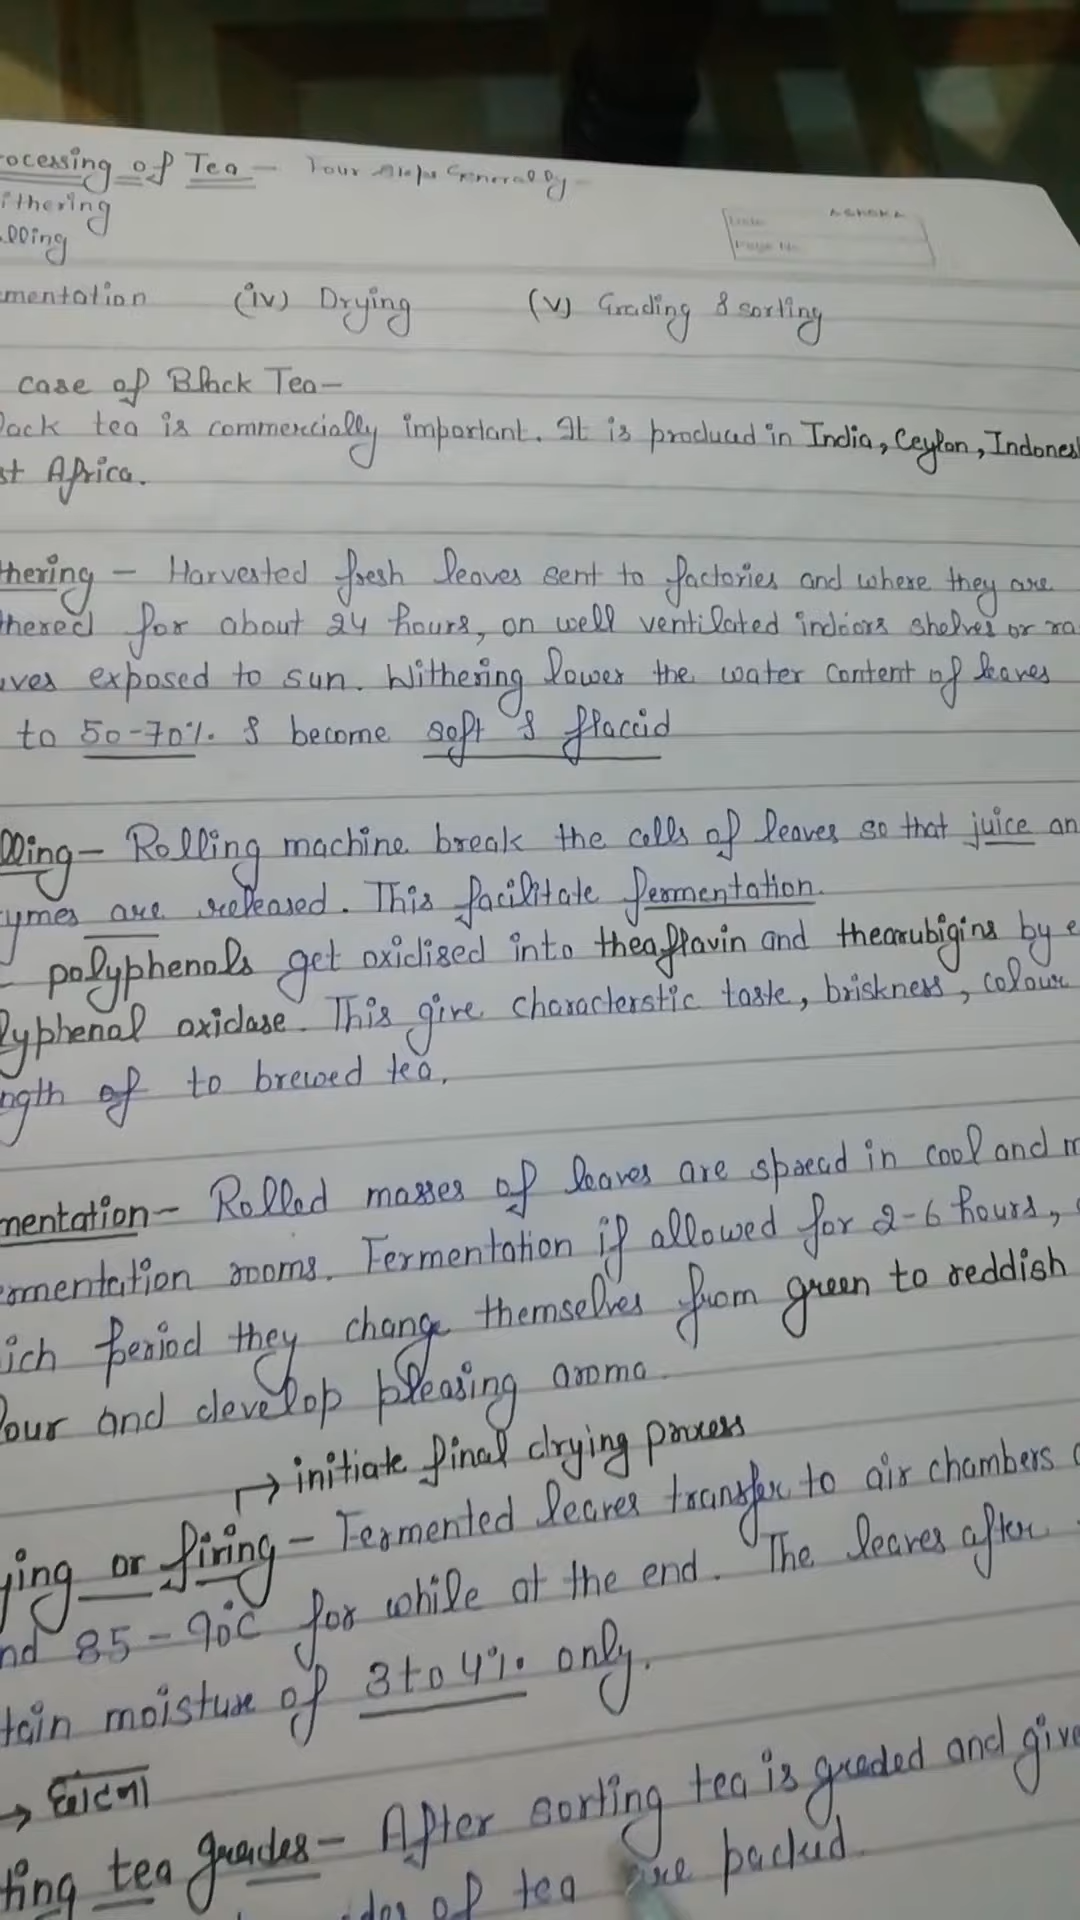 ocessing of Tea - Four steps Generally -
ithering
lling
ASHOKA
Date
Page No.
mentation (iv) Drying (v) Grading & sorting
case of Black Tea-
lack tea is commercially important. It is produced in India, Ceylon, Indones
st Africa.
thering - Harvested fresh leaves sent to factories and where they are
thered for about 24 hours, on well ventilated indoors shelves or ra
ves exposed to sun. Withering lower the water content of leaves
to 50-70% & become soft & flaccid
lling - Rolling machine break the cells of leaves so that juice an
ymes are released. This facilitate fermentation.
polyphenols get oxidised into theaflavin and thearubigins by e
lyphenal oxidase. This give characterstic taste, briskness, colour
ngth of to brewed tea.
mentation - Rolled masses of leaves are spread in cool and m
ermentation rooms. Fermentation if allowed for 2-6 hours,
ich period they change themselves from green to reddish
lour and develop pleasing aroma
→ initiate final drying process
ying or firing - Fermented leaves transfer to air chambers
nd 85-90°C for while at the end. The leaves after
tain moisture of 3 to 4% only.
→ छांटना
ting tea grades - After sorting tea is graded and give
des of tea are packed.